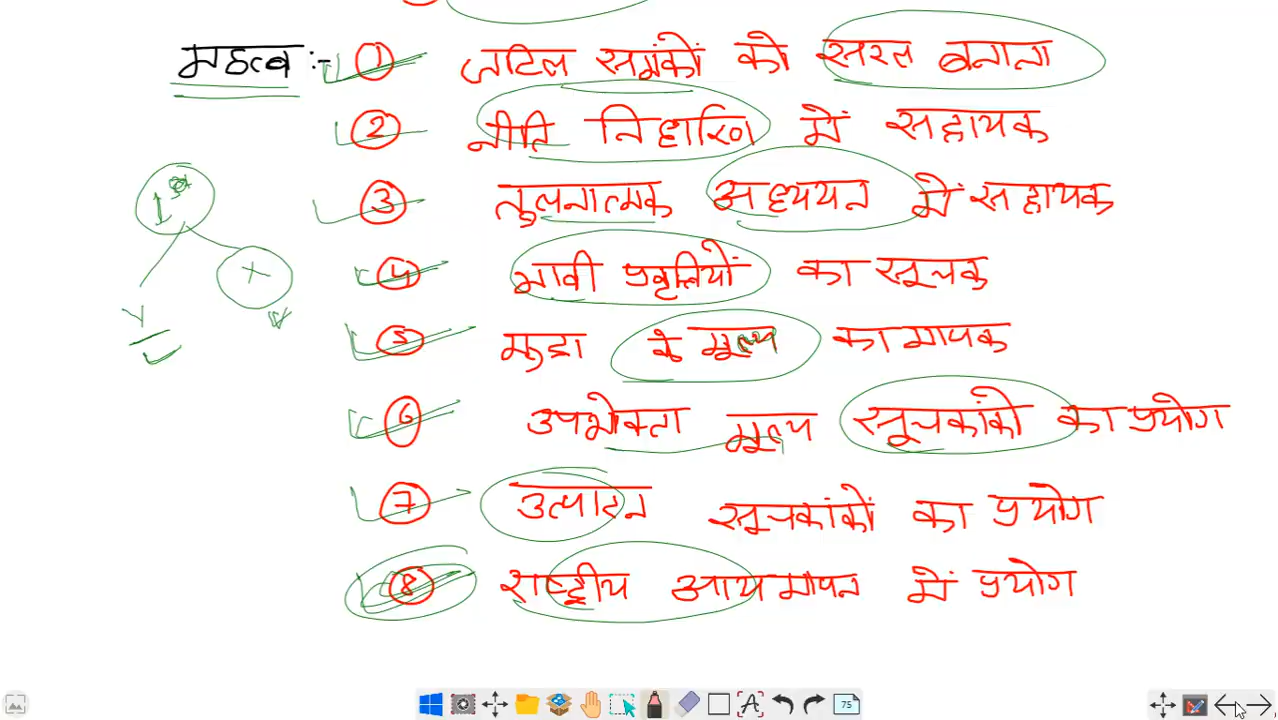 महत्व :- ① जटिल समंकों को सरल बनाना
② नीति निर्धारण में सहायक
③ तुलनात्मक अध्ययन में सहायक
④ भावी प्रवृत्तियों का सूचक
⑤ मुद्रा के मूल्य का मापक
⑥ उपभोक्ता मूल्य सूचकांको का प्रयोग
⑦ उत्पादन सूचकांकों का प्रयोग
⑧ राष्ट्रीय आय मापन में प्रयोग
75